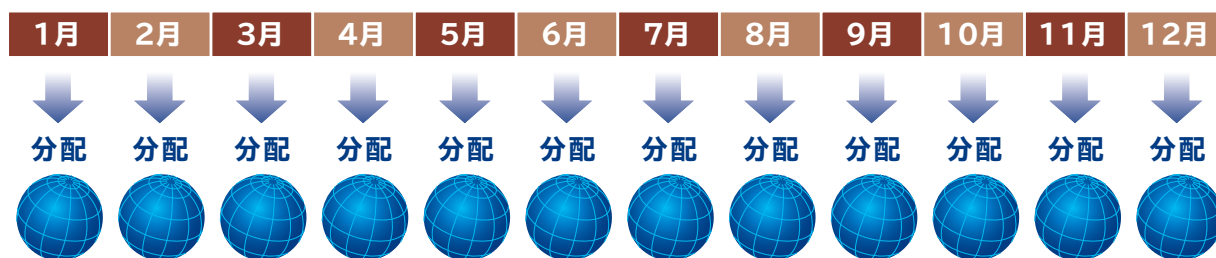 1月 2月 3月 4月 5月 6月 7月 8月 9月 10月 11月 12月
分配 分配 分配 分配 分配 分配 分配 分配 分配 分配 分配 分配